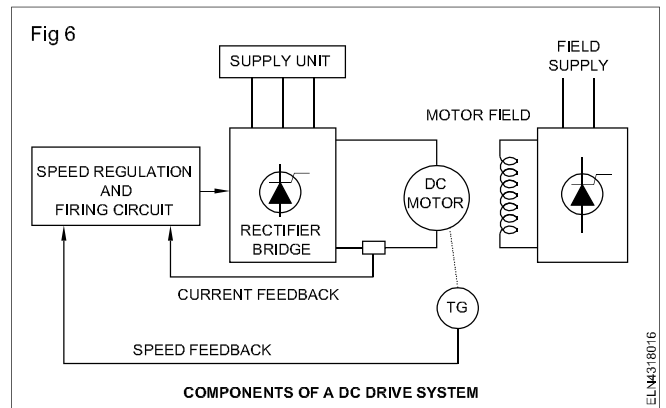 Fig 6
SUPPLY UNIT
FIELD
SUPPLY
MOTOR FIELD
SPEED REGULATION
AND
FIRING CIRCUIT
RECTIFIER
BRIDGE
DC
MOTOR
CURRENT FEEDBACK
TG
SPEED FEEDBACK
COMPONENTS OF A DC DRIVE SYSTEM
ELN4318016